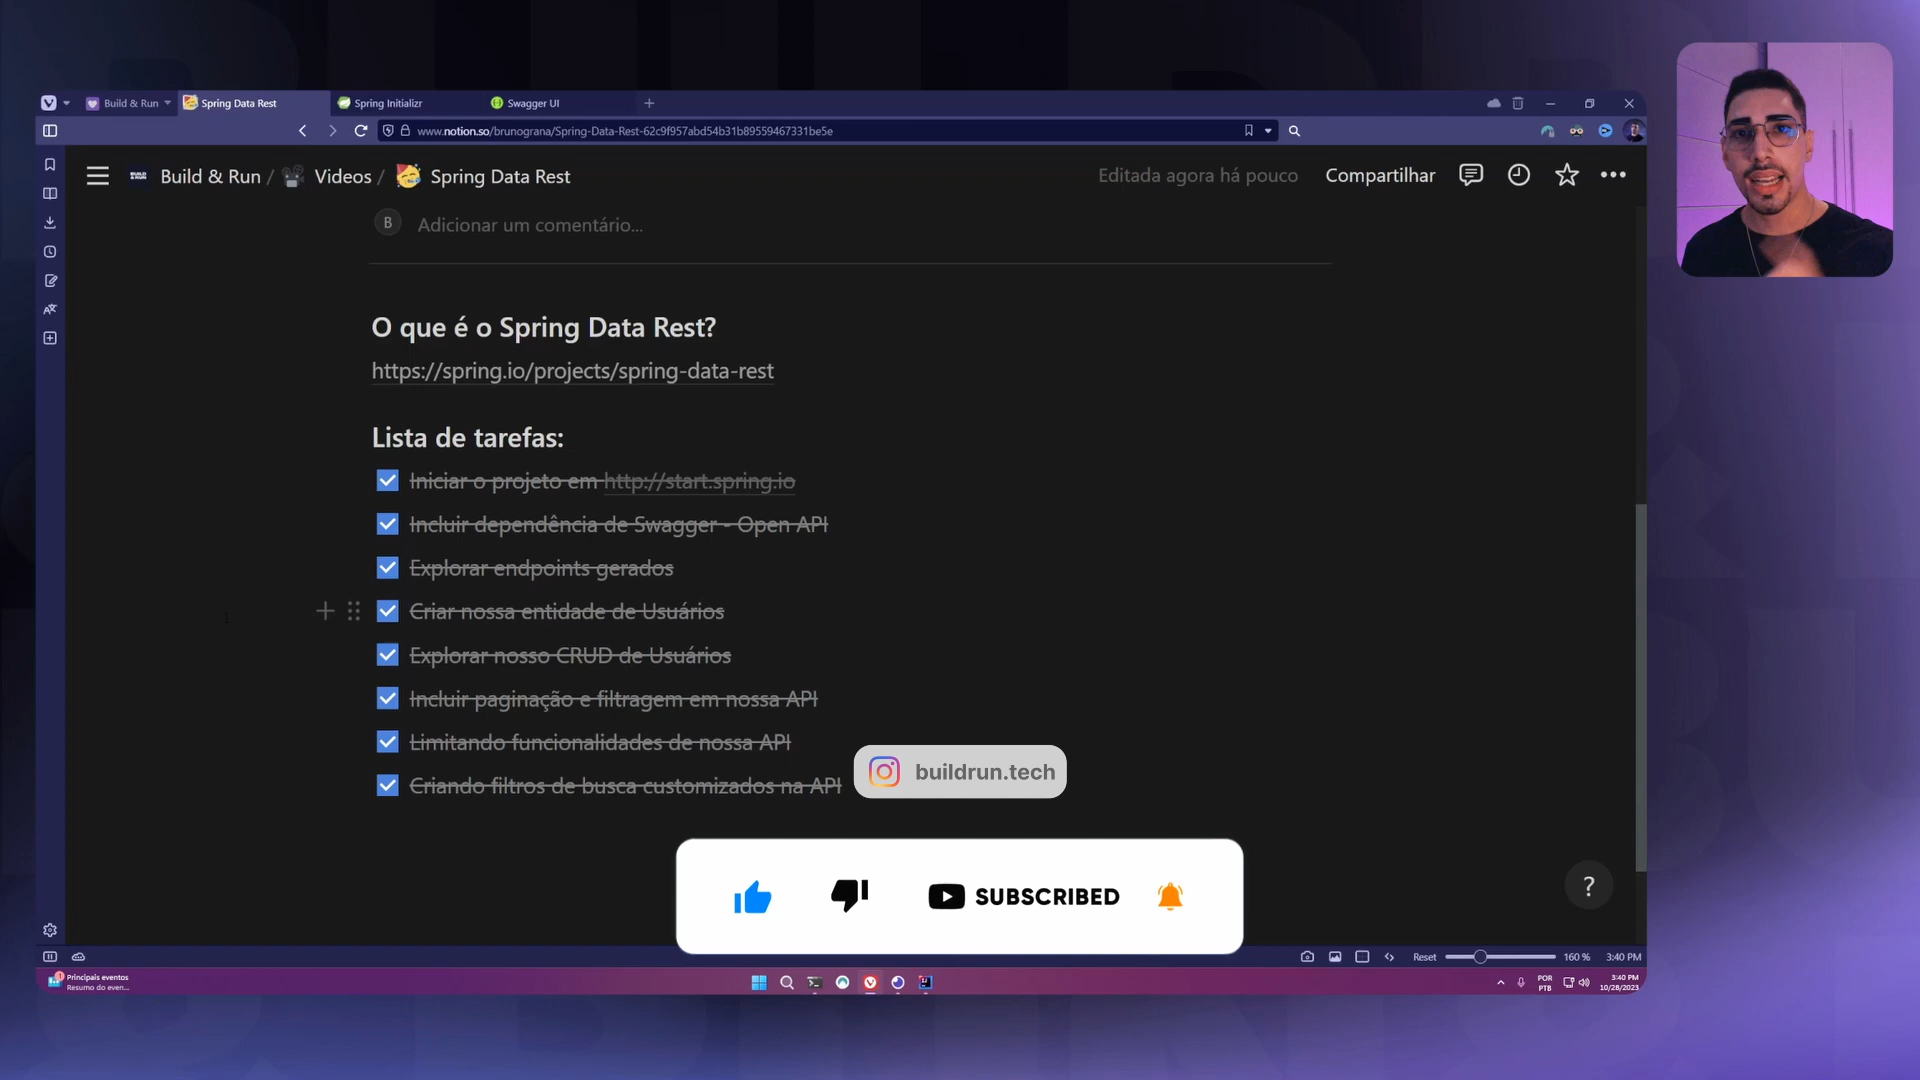 Build & Run
Spring Data Rest
Spring Initializr
Swagger UI
www.notion.so/brunograna/Spring-Data-Rest-62c9f957abd54b31b89559467331be5e
Build & Run / Videos / Spring Data Rest
Editada agora há pouco
Compartilhar
B
Adicionar um comentário...
O que é o Spring Data Rest?
https://spring.io/projects/spring-data-rest
Lista de tarefas:
Iniciar o projeto em http://start.spring.io
Incluir dependência de Swagger - Open API
Explorar endpoints gerados
Criar nossa entidade de Usuários
Explorar nosso CRUD de Usuários
Incluir paginação e filtragem em nossa API
Limitando funcionalidades de nossa API
Criando filtros de busca customizados na API
buildrun.tech
SUBSCRIBED
?
Reset
160 %
3:40 PM
Principais eventos
Resumo do even...
POR
PTB
3:40 PM
10/28/2023